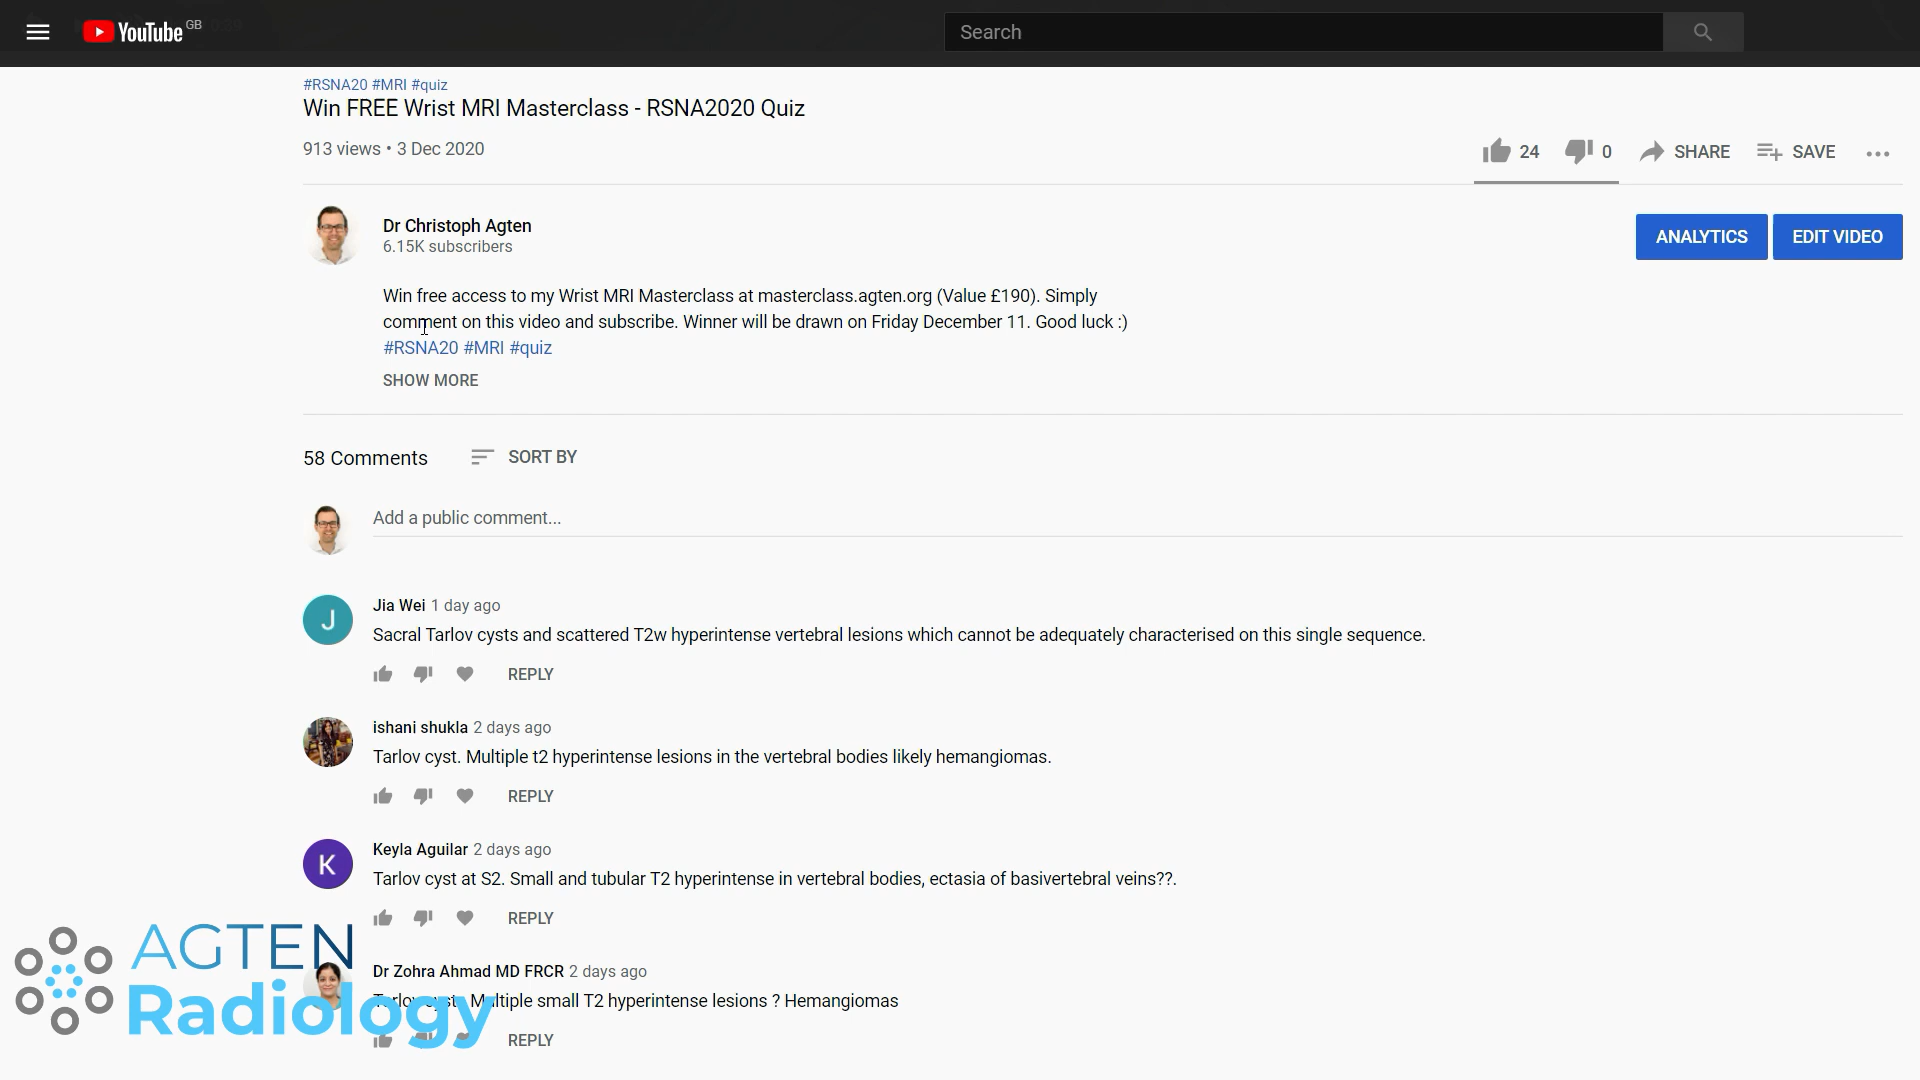 YouTube GB
Search
#RSNA20 #MRI #quiz
Win FREE Wrist MRI Masterclass - RSNA2020 Quiz
913 views • 3 Dec 2020
24 0 SHARE SAVE
Dr Christoph Agten
6.15K subscribers
ANALYTICS EDIT VIDEO
Win free access to my Wrist MRI Masterclass at masterclass.agten.org (Value £190). Simply
comment on this video and subscribe. Winner will be drawn on Friday December 11. Good luck :)
#RSNA20 #MRI #quiz
SHOW MORE
58 Comments SORT BY
Add a public comment...
J
Jia Wei 1 day ago
Sacral Tarlov cysts and scattered T2w hyperintense vertebral lesions which cannot be adequately characterised on this single sequence.
REPLY
ishani shukla 2 days ago
Tarlov cyst. Multiple t2 hyperintense lesions in the vertebral bodies likely hemangiomas.
REPLY
K
Keyla Aguilar 2 days ago
Tarlov cyst at S2. Small and tubular T2 hyperintense in vertebral bodies, ectasia of basivertebral veins??.
REPLY
Dr Zohra Ahmad MD FRCR 2 days ago
Multiple small T2 hyperintense lesions ? Hemangiomas
REPLY
AGTEN
Radiology